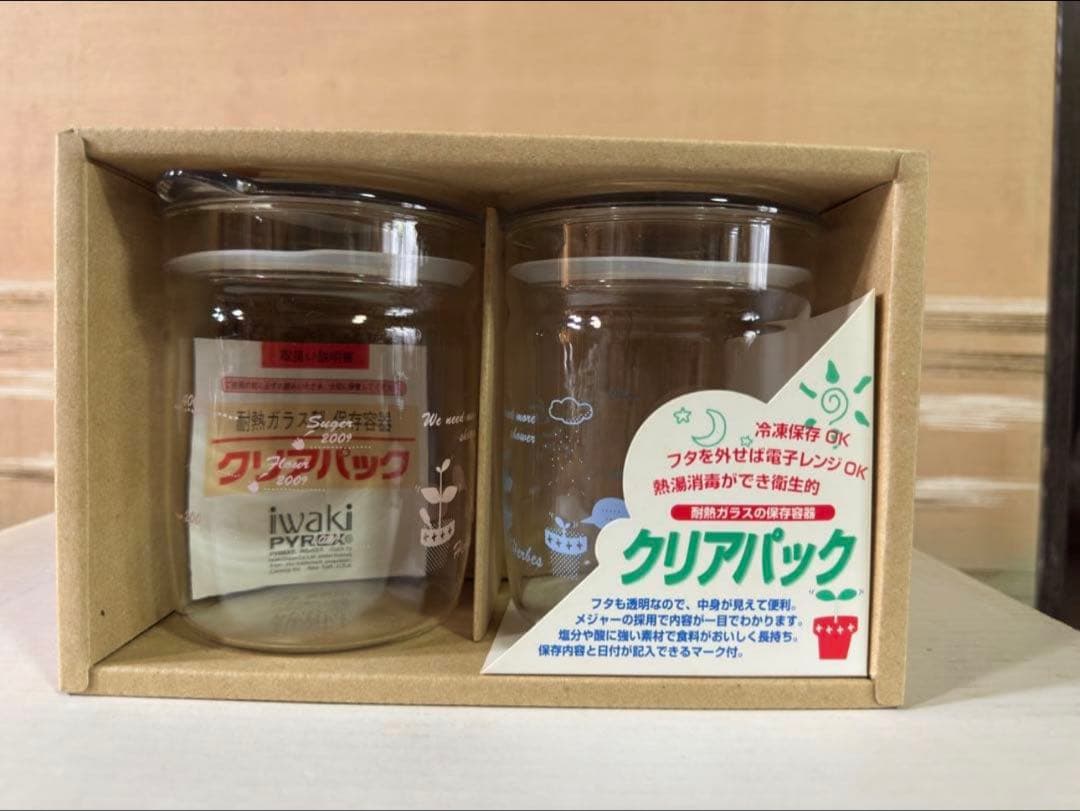 取扱い説明書
耐熱ガラス製 保存容器
クリアパック
iwaki
PYREX®
400
200
Suger
2009
Flour
2009
We need
need more
shower
Herbes
冷凍保存 OK
フタを外せば電子レンジ OK
熱湯消毒ができ衛生的
耐熱ガラスの保存容器
クリアパック
フタも透明なので、中身が見えて便利。
メジャーの採用で内容が一目でわかります。
塩分や酸に強い素材で食料がおいしく長持ち。
保存内容と日付が記入できるマーク付。